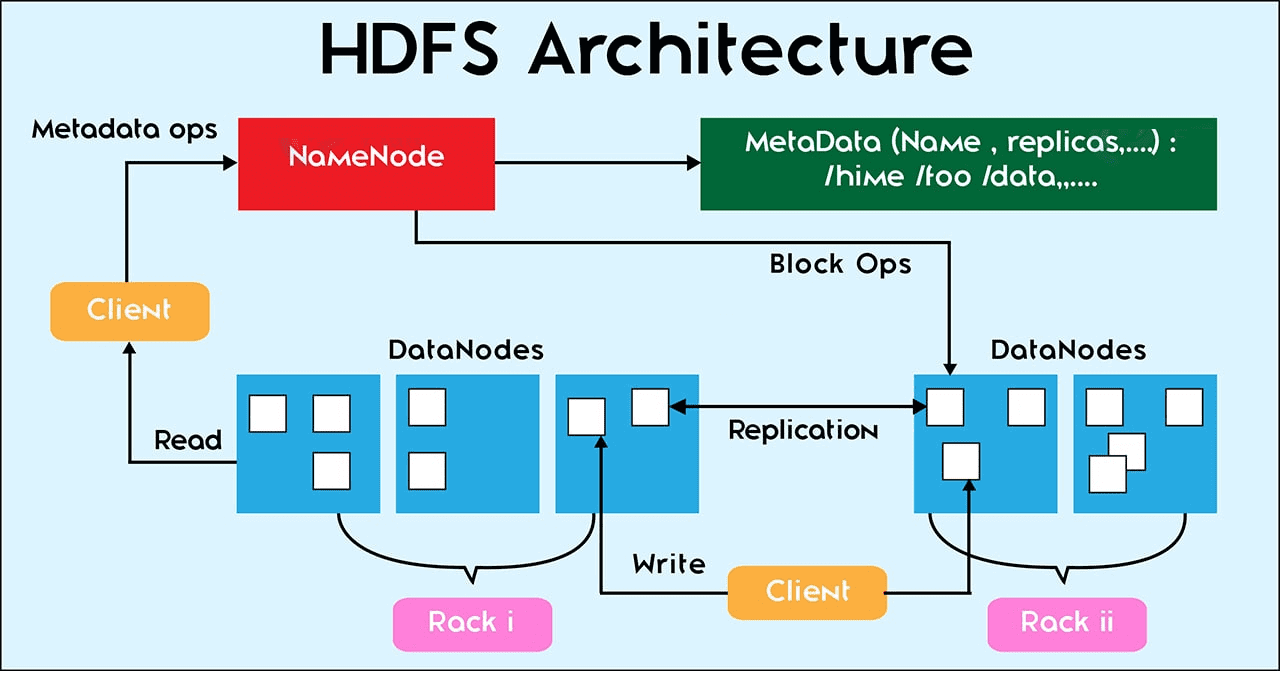 HDFS Architecture
Metadata ops
NameNode
MetaData (Name , replicas,....) :
/hime /foo /data,,....
Block Ops
Client
DataNodes
DataNodes
Read
Replication
Write
Client
Rack i
Rack ii